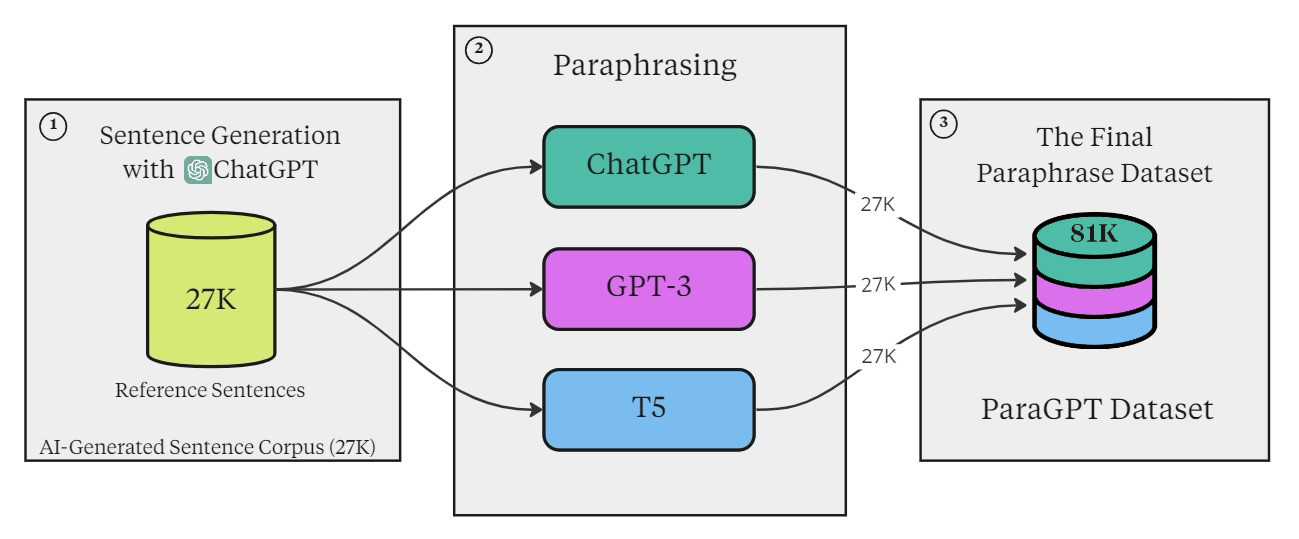 1
Sentence Generation
with ChatGPT
27K
Reference Sentences
AI-Generated Sentence Corpus (27K)
2
Paraphrasing
ChatGPT
GPT-3
T5
27K
27K
27K
3
The Final
Paraphrase Dataset
81K
ParaGPT Dataset